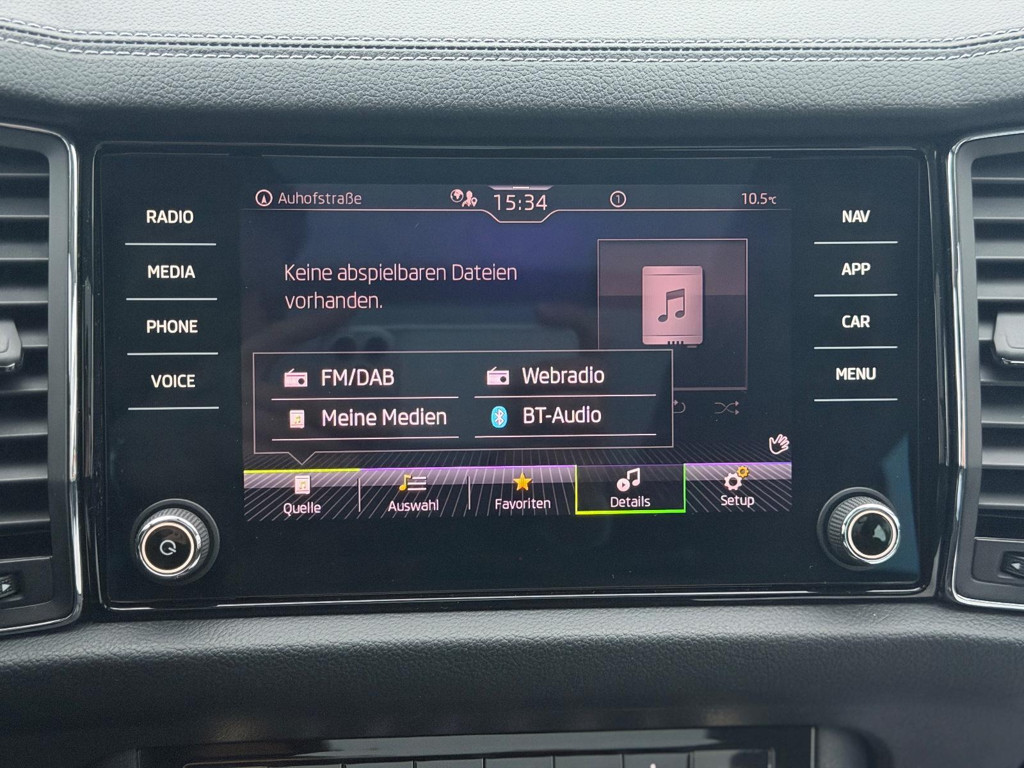 RADIO
MEDIA
PHONE
VOICE
Auhofstraße
15:34
1
10.5°C
Keine abspielbaren Dateien
vorhanden.
FM/DAB
Webradio
Meine Medien
BT-Audio
Quelle
Auswahl
Favoriten
Details
Setup
NAV
APP
CAR
MENU